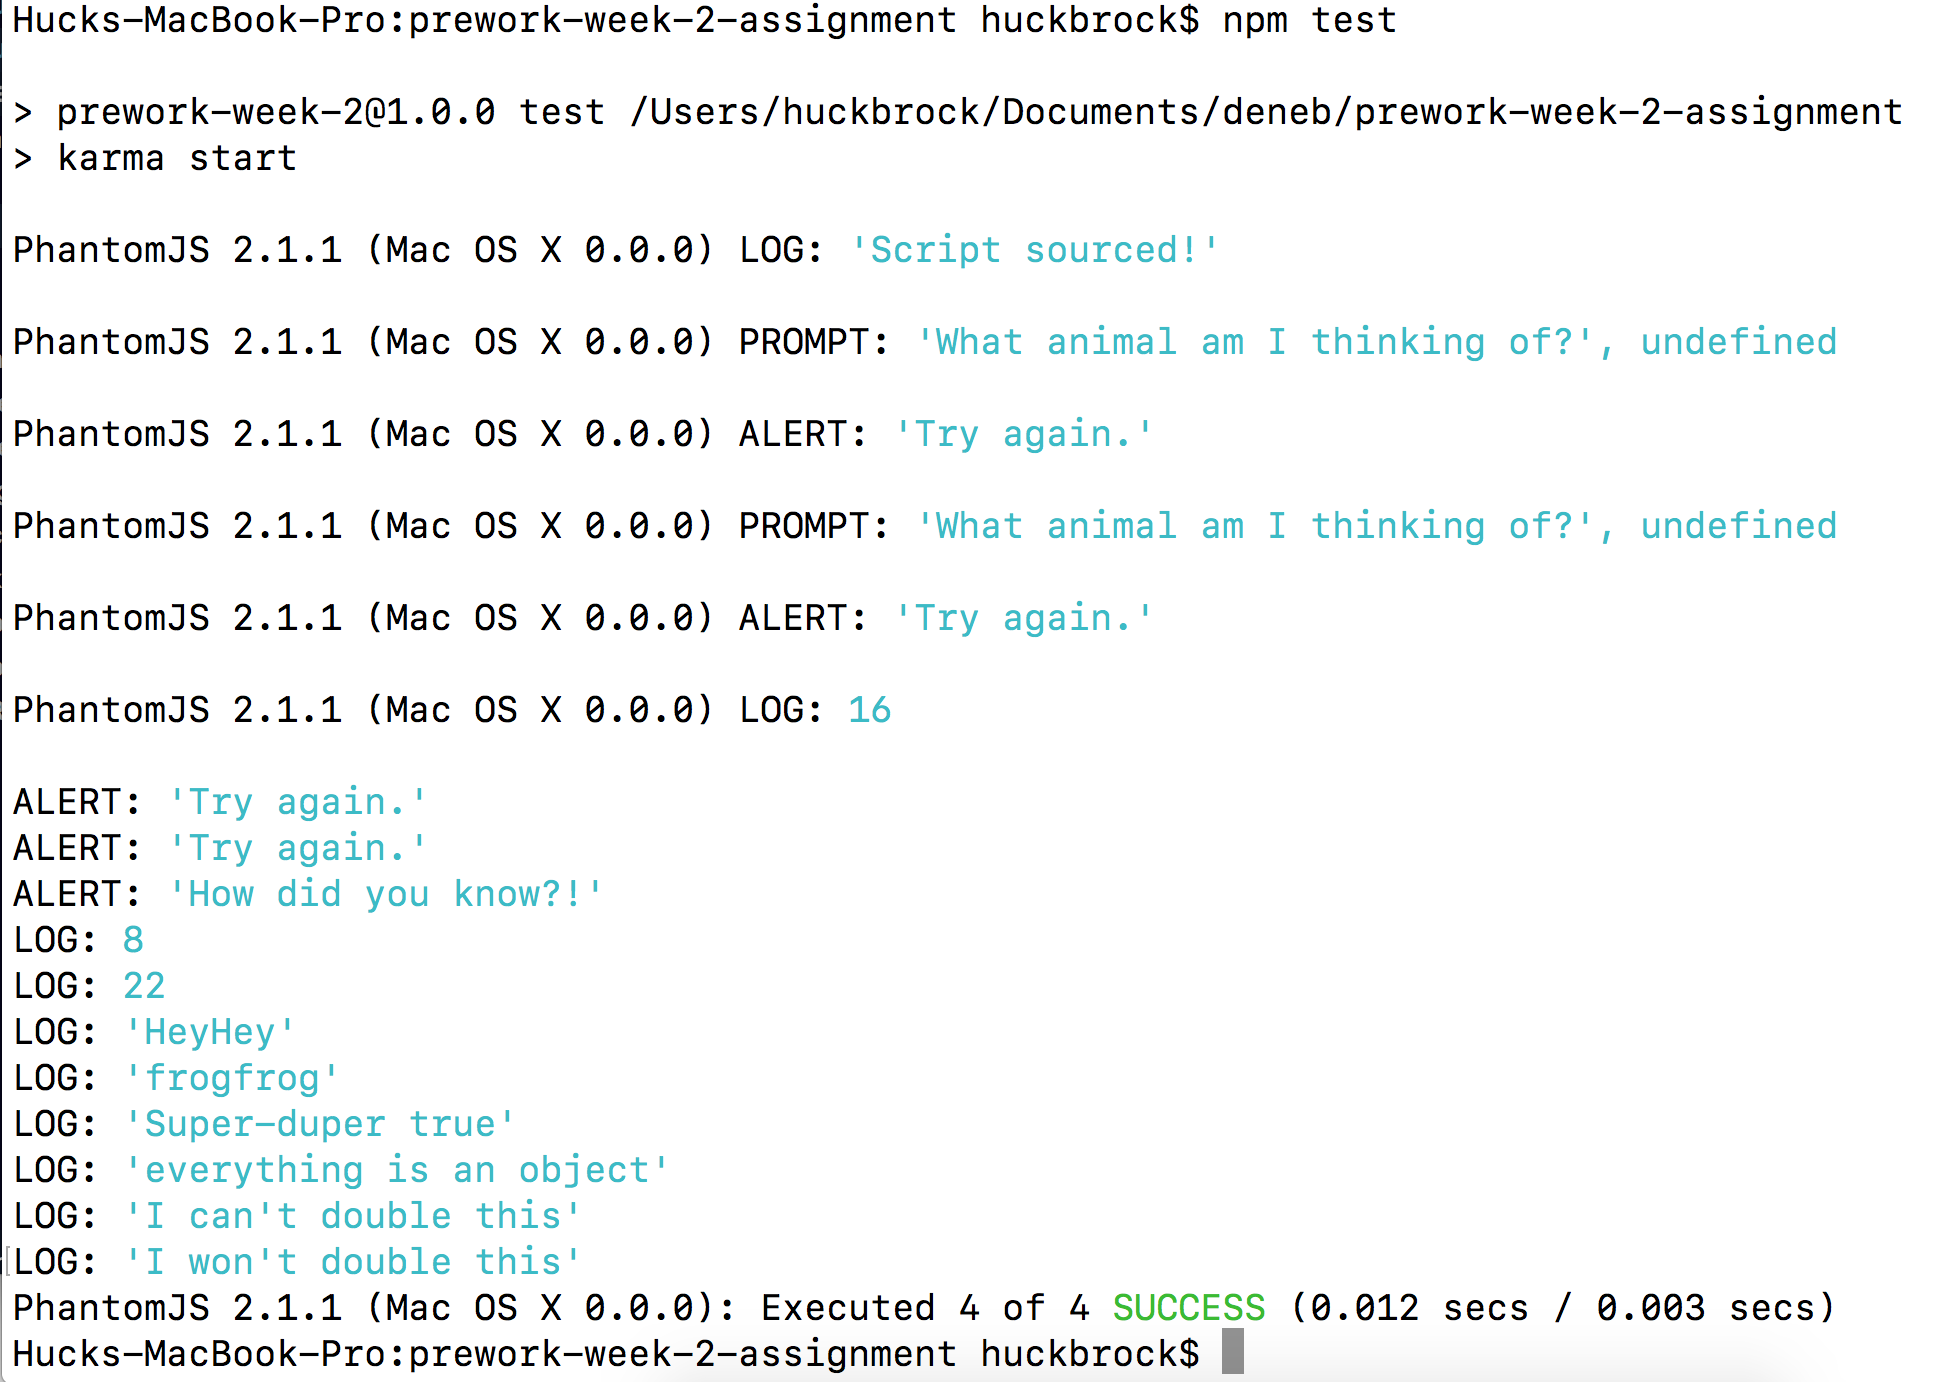 Hucks-MacBook-Pro:prework-week-2-assignment huckbrock$ npm test
> prework-week-2@1.0.0 test /Users/huckbrock/Documents/deneb/prework-week-2-assignment
> karma start
PhantomJS 2.1.1 (Mac OS X 0.0.0) LOG: 'Script sourced!'
PhantomJS 2.1.1 (Mac OS X 0.0.0) PROMPT: 'What animal am I thinking of?', undefined
PhantomJS 2.1.1 (Mac OS X 0.0.0) ALERT: 'Try again.'
PhantomJS 2.1.1 (Mac OS X 0.0.0) PROMPT: 'What animal am I thinking of?', undefined
PhantomJS 2.1.1 (Mac OS X 0.0.0) ALERT: 'Try again.'
PhantomJS 2.1.1 (Mac OS X 0.0.0) LOG: 16
ALERT: 'Try again.'
ALERT: 'Try again.'
ALERT: 'How did you know?!'
LOG: 8
LOG: 22
LOG: 'HeyHey'
LOG: 'frogfrog'
LOG: 'Super-duper true'
LOG: 'everything is an object'
LOG: 'I can't double this'
LOG: 'I won't double this'
PhantomJS 2.1.1 (Mac OS X 0.0.0): Executed 4 of 4 SUCCESS (0.012 secs / 0.003 secs)
Hucks-MacBook-Pro:prework-week-2-assignment huckbrock$